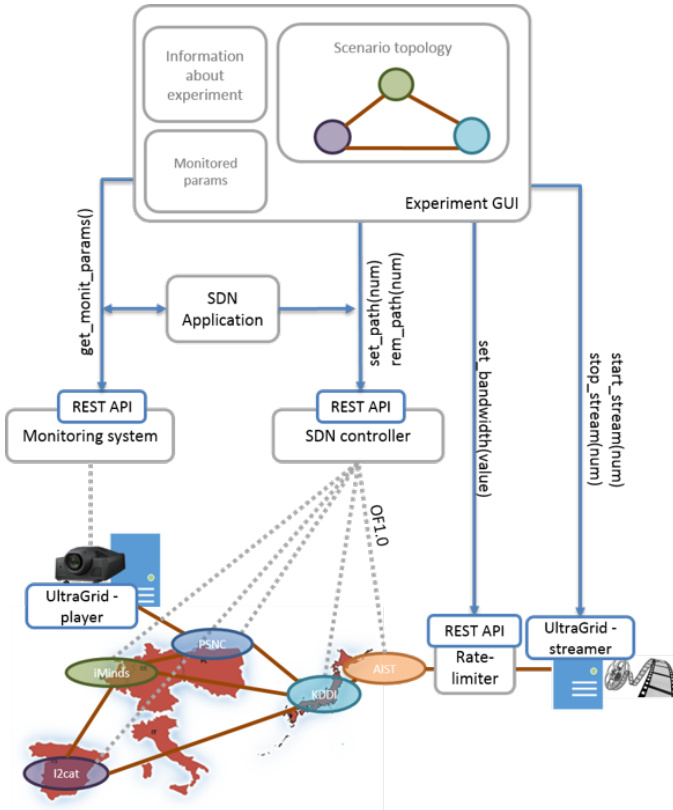 Information
about
experiment
Scenario topology
Monitored
params
Experiment GUI
get_monit_params()
SDN
Application
set_path(num)
rem_path(num)
set_bandwidth(value)
start_stream(num)
stop_stream(num)
REST API
Monitoring system
REST API
SDN controller
OF1.0
UltraGrid -
player
PSNC
iMinds
KDDI
AIST
I2cat
REST API
Rate-
limiter
UltraGrid -
streamer